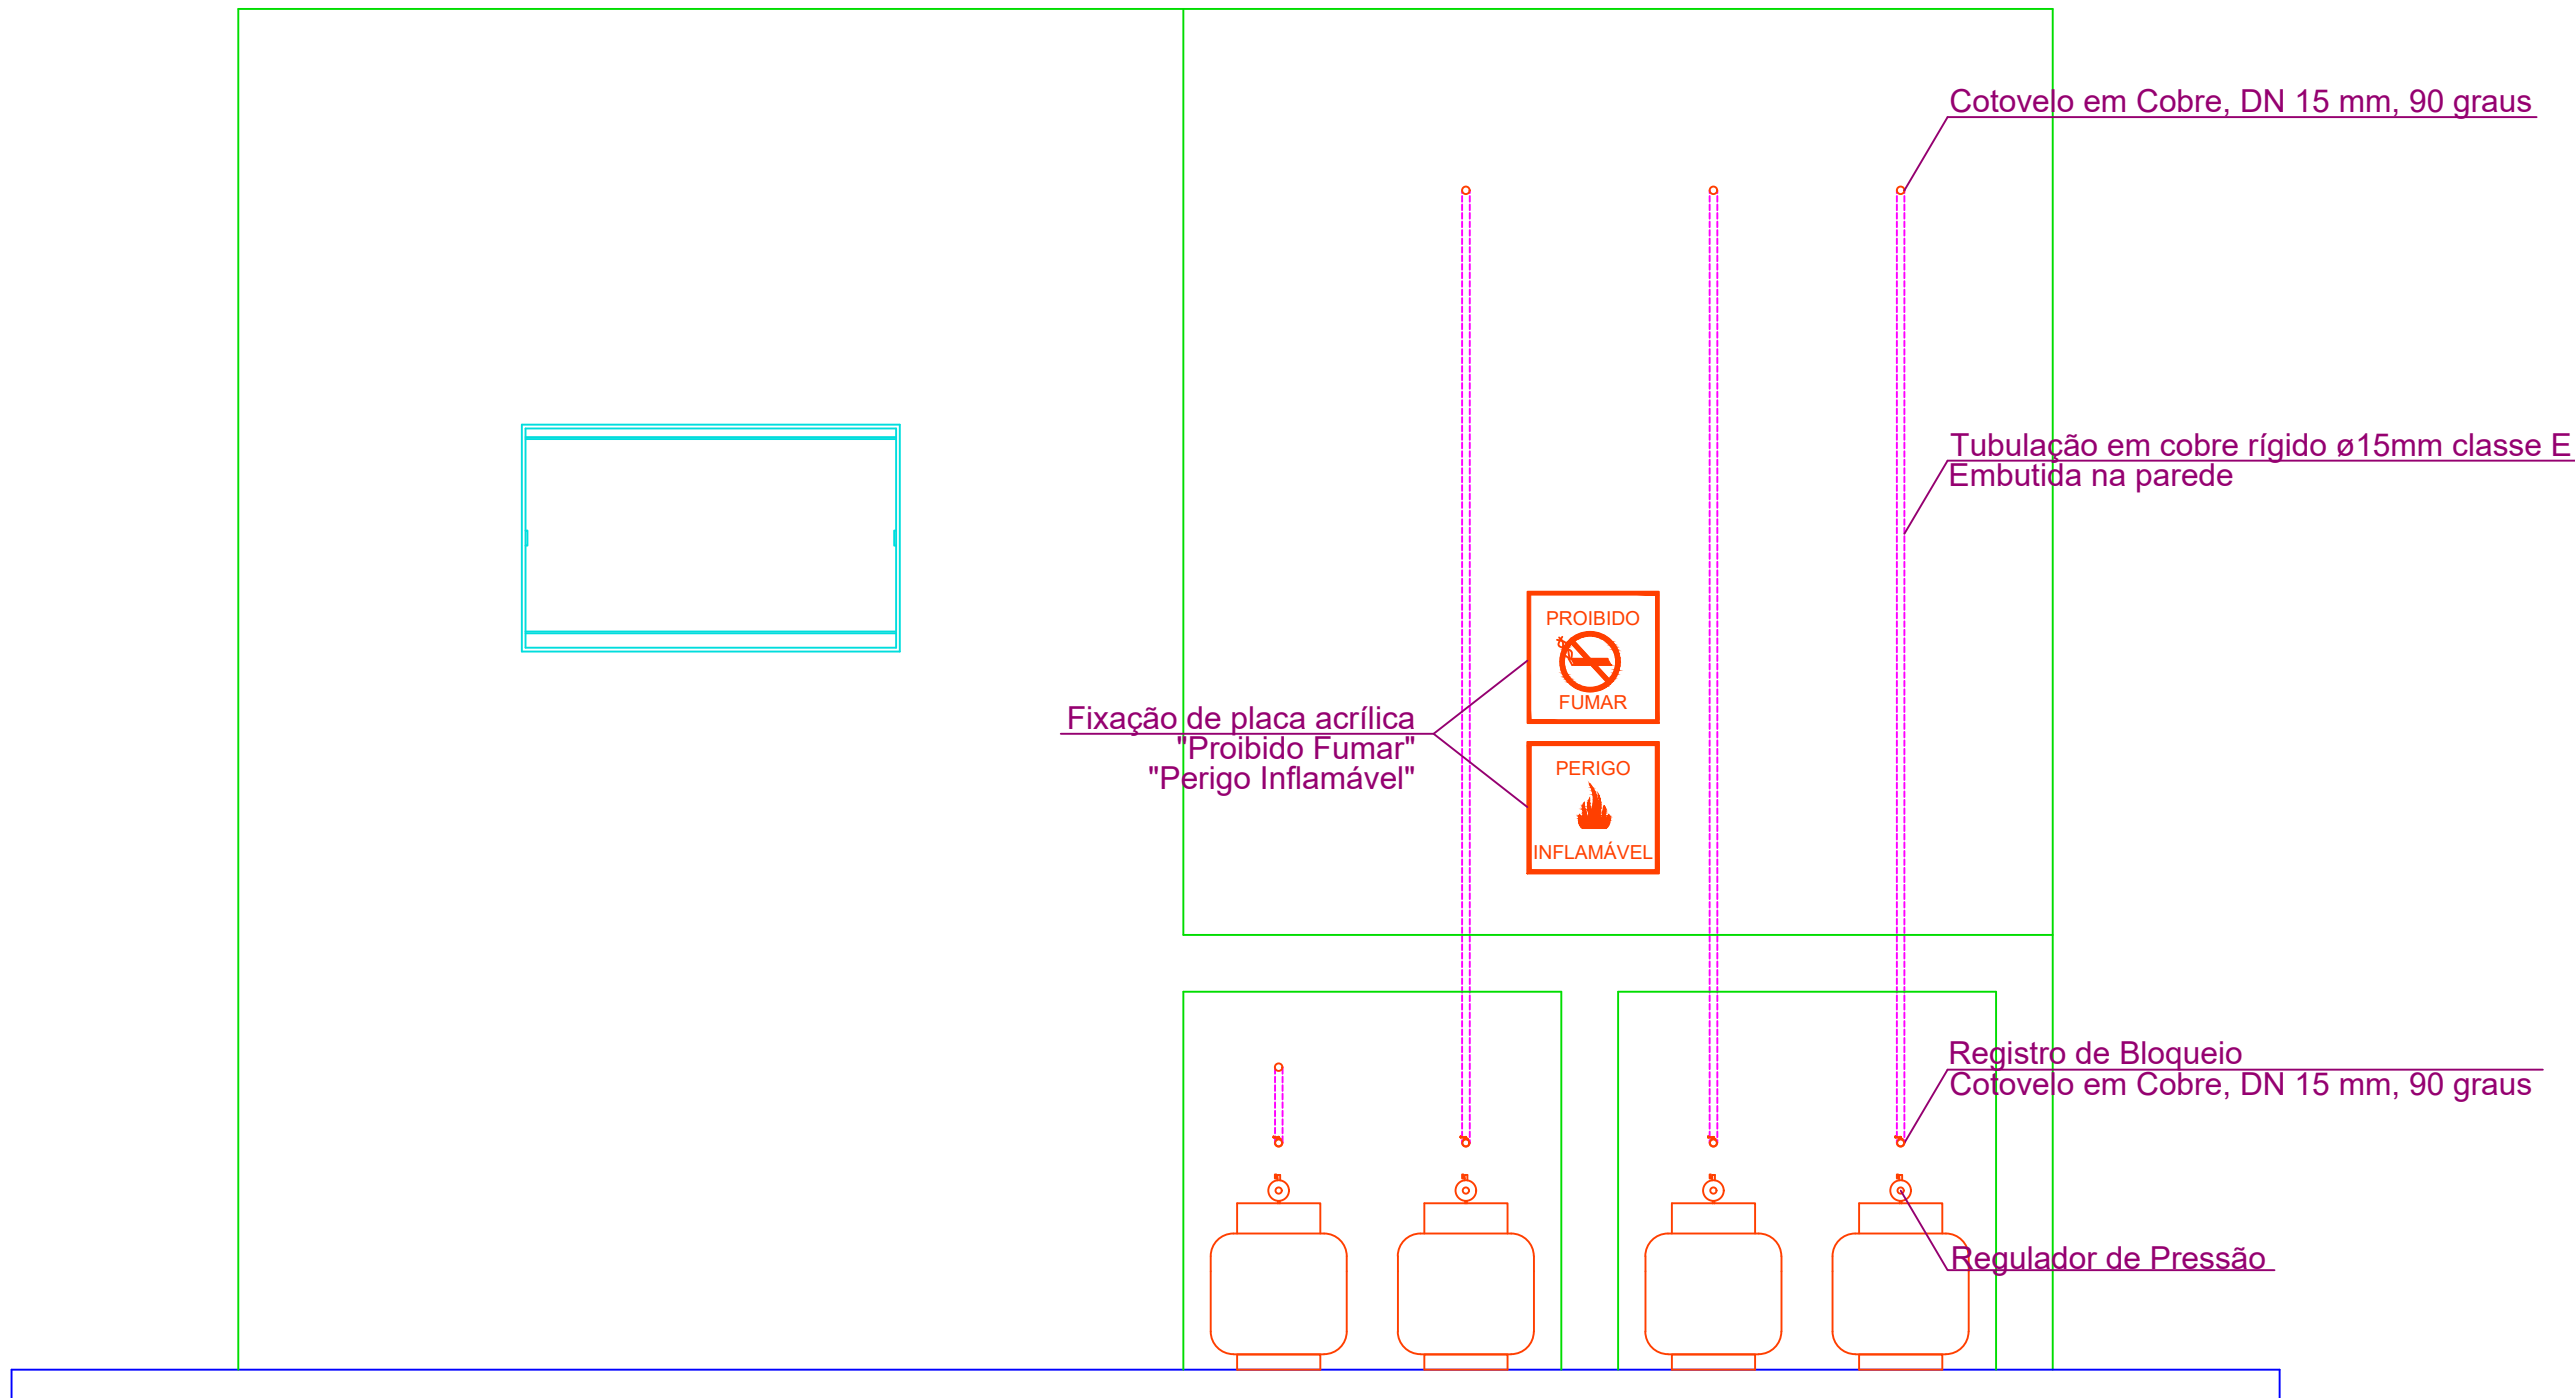 Cotovelo em Cobre, DN 15 mm, 90 graus
Tubulação em cobre rígido ø15mm classe E
Embutida na parede
PROIBIDO
FUMAR
Fixação de placa acrílica
"Proibido Fumar"
"Perigo Inflamável"
PERIGO
INFLAMÁVEL
Registro de Bloqueio
Cotovelo em Cobre, DN 15 mm, 90 graus
Regulador de Pressão